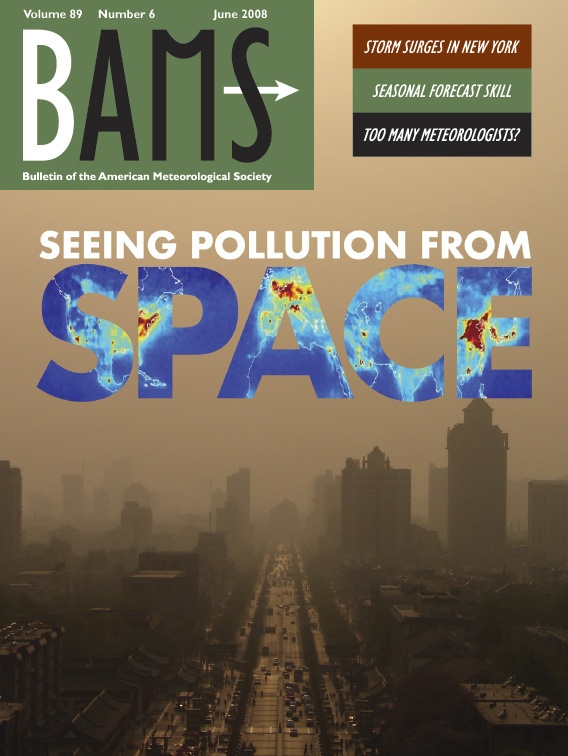 Volume 89 Number 6 June 2008
BAMS
Bulletin of the American Meteorological Society
STORM SURGES IN NEW YORK
SEASONAL FORECAST SKILL
TOO MANY METEOROLOGISTS?
SEEING POLLUTION FROM
SPACE